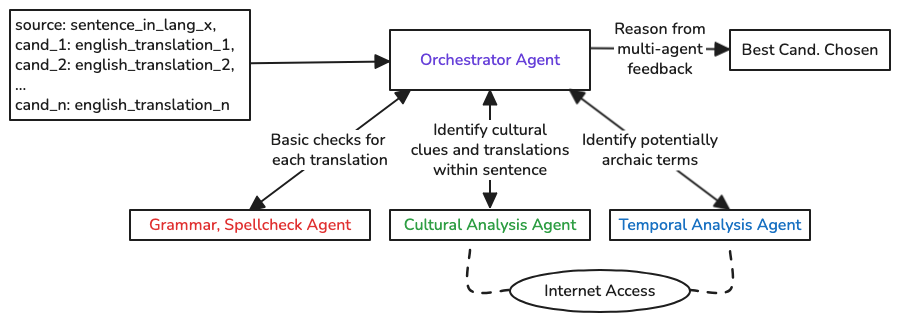 source: sentence_in_lang_x,
cand_1: english_translation_1,
cand_2: english_translation_2,
...
cand_n: english_translation_n
Orchestrator Agent
Reason from
multi-agent
feedback
Best Cand. Chosen
Basic checks for
each translation
Identify cultural
clues and translations
within sentence
Identify potentially
archaic terms
Grammar, Spellcheck Agent
Cultural Analysis Agent
Temporal Analysis Agent
Internet Access